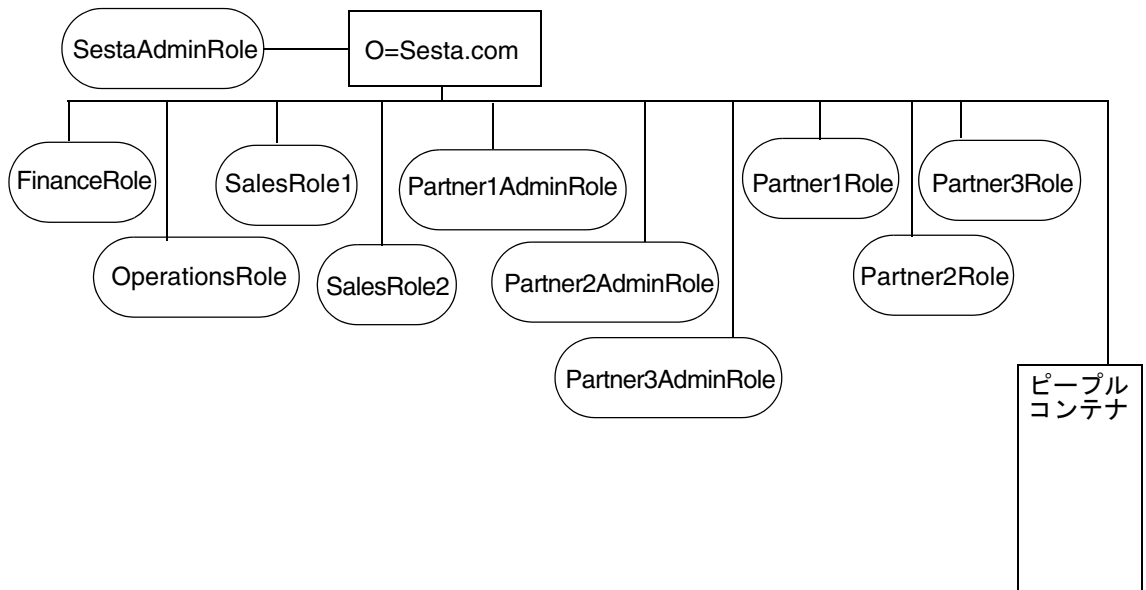 SestaAdminRole
O=Sesta.com
FinanceRole
SalesRole1
Partner1AdminRole
Partner1Role
Partner3Role
OperationsRole
SalesRole2
Partner2AdminRole
Partner2Role
Partner3AdminRole
ピープル
コンテナ